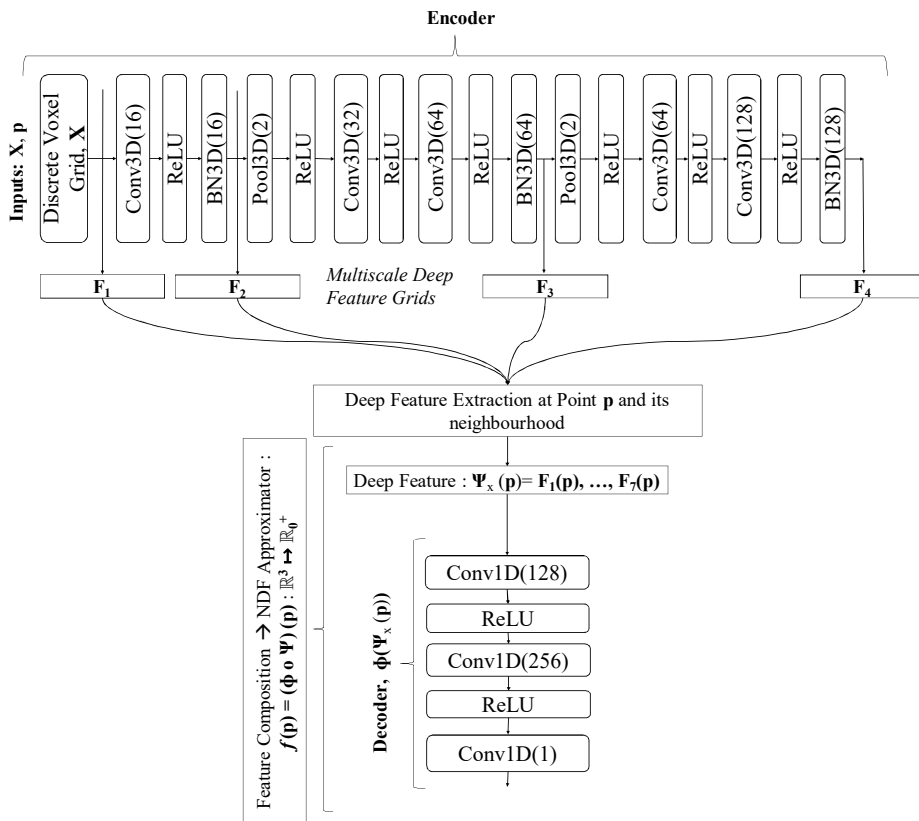 Encoder
Inputs: X, p
Discrete Voxel
Grid, X
Conv3D(16)
ReLU
BN3D(16)
Pool3D(2)
ReLU
Conv3D(32)
ReLU
Conv3D(64)
ReLU
BN3D(64)
Pool3D(2)
ReLU
Conv3D(64)
ReLU
Conv3D(128)
ReLU
BN3D(128)
F₁
F₂
Multiscale Deep
Feature Grids
F₃
F₄
Deep Feature Extraction at Point p and its
neighbourhood
Feature Composition → NDF Approximator :
f(p) = (ϕ o Ψ) (p) : ℝ³ ↦ ℝ₀⁺
Deep Feature : Ψₓ (p)= F₁(p), …, F₇(p)
Decoder, ϕ(Ψₓ (p))
Conv1D(128)
ReLU
Conv1D(256)
ReLU
Conv1D(1)